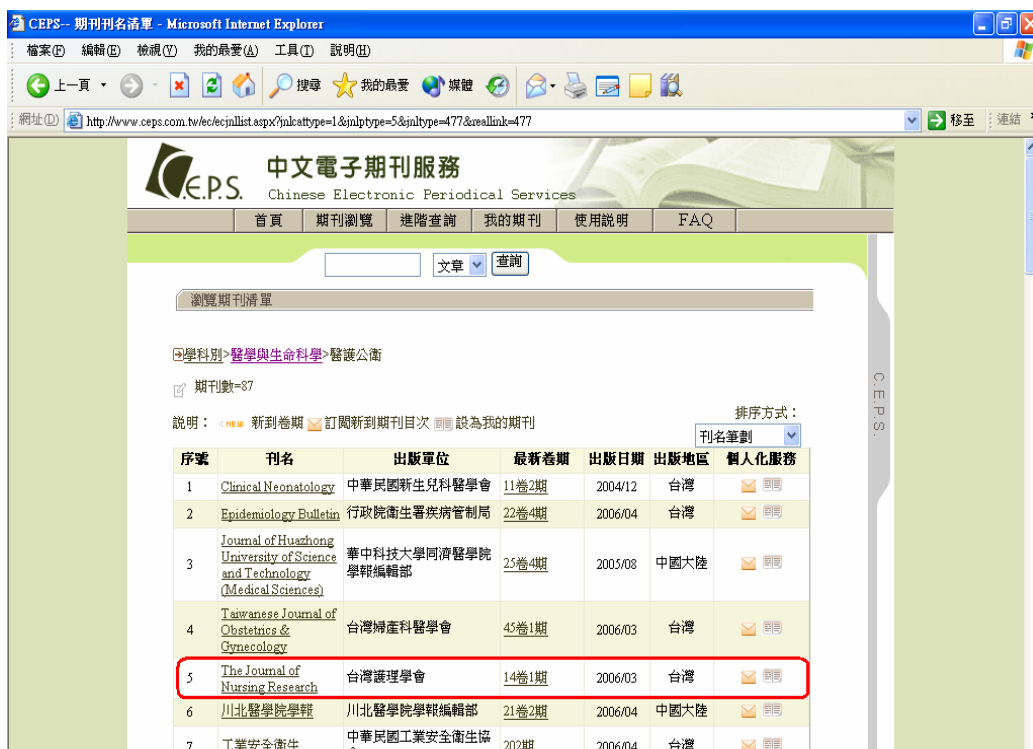 CEPS-- 期刊刊名清單 - Microsoft Internet Explorer
檔案(F) 編輯(E) 檢視(V) 我的最愛(A) 工具(T) 說明(H)
上一頁 搜尋 我的最愛 媒體
網址(D) http://www.ceps.com.tw/ec/ecjnllist.aspx?jnlcattype=1&jnlptype=5&jnltype=477&reallink=477 移至 連結
C.E.P.S. 中文電子期刊服務
Chinese Electronic Periodical Services
首頁 期刊瀏覽 進階查詢 我的期刊 使用說明 FAQ
文章 查詢
瀏覽期刊清單
學科別>醫學與生命科學>醫護公衛
期刊數=87
C.E.P.S.
排序方式：
說明： NEW 新到卷期 訂閱新到期刊目次 設為我的期刊
刊名筆劃
序號 刊名 出版單位 最新卷期 出版日期 出版地區 個人化服務
1 Clinical Neonatology 中華民國新生兒科醫學會 11卷2期 2004/12 台灣
2 Epidemiology Bulletin 行政院衛生署疾病管制局 22卷4期 2006/04 台灣
3 Journal of Huazhong University of Science and Technology (Medical Sciences) 華中科技大學同濟醫學院學報編輯部 25卷4期 2005/08 中國大陸
4 Taiwanese Journal of Obstetrics & Gynecology 台灣婦產科醫學會 45卷1期 2006/03 台灣
5 The Journal of Nursing Research 台灣護理學會 14卷1期 2006/03 台灣
6 川北醫學院學報 川北醫學院學報編輯部 21卷2期 2006/04 中國大陸
7 工業安全衛生 中華民國工業安全衛生協 202期 2006/04 台灣